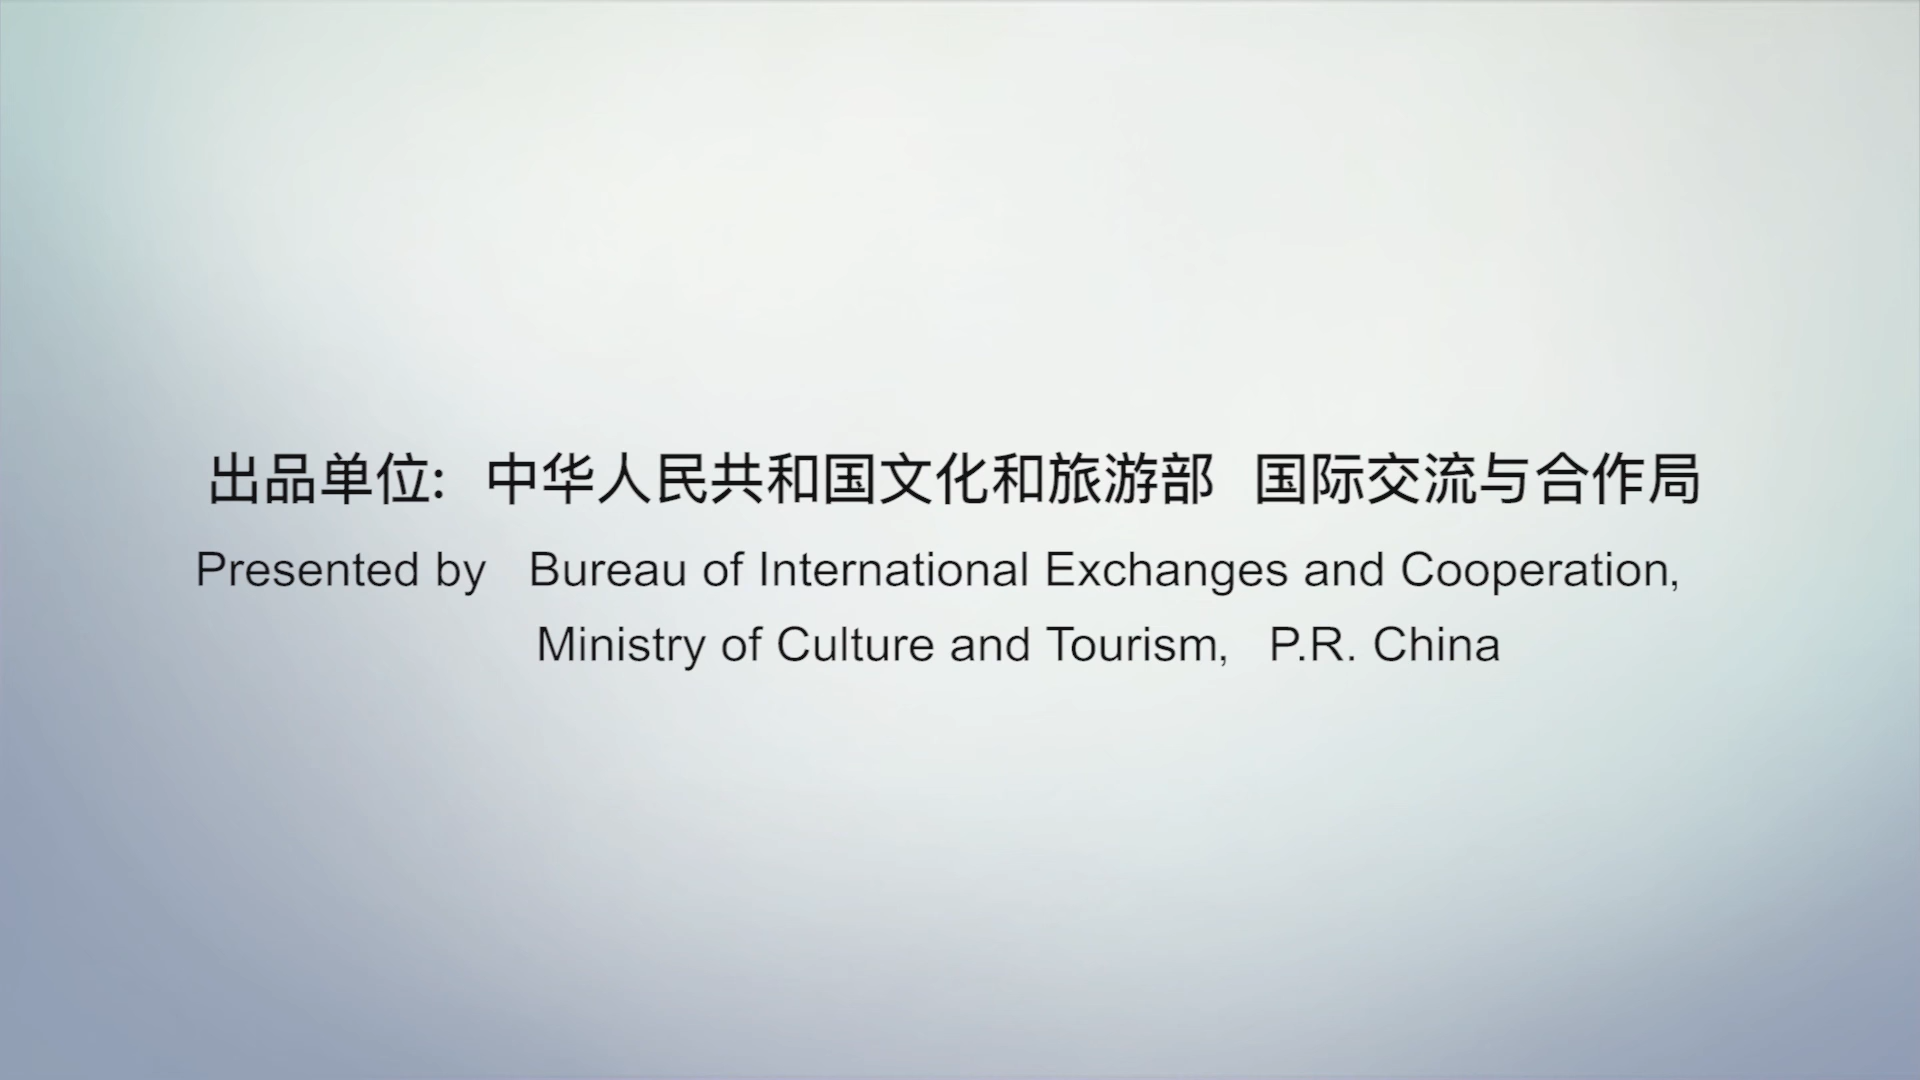 出品单位: 中华人民共和国文化和旅游部 国际交流与合作局
Presented by Bureau of International Exchanges and Cooperation,
Ministry of Culture and Tourism, P.R. China